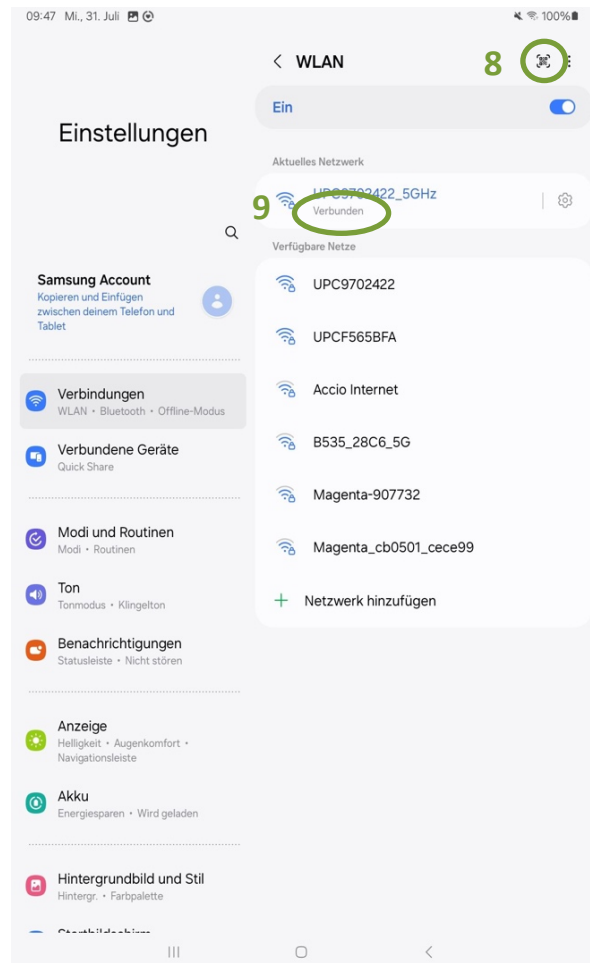 09:47 Mi., 31. Juli
100%
Einstellungen
Samsung Account
Kopieren und Einfügen
zwischen deinem Telefon und
Tablet
Verbindungen
WLAN • Bluetooth • Offline-Modus
Verbundene Geräte
Quick Share
Modi und Routinen
Modi • Routinen
Ton
Tonmodus • Klingelton
Benachrichtigungen
Statusleiste • Nicht stören
Anzeige
Helligkeit • Augenkomfort •
Navigationsleiste
Akku
Energiesparen • Wird geladen
Hintergrundbild und Stil
Hintergr. • Farbpalette
WLAN
8
Ein
Aktuelles Netzwerk
UPC9702422_5GHz
9
Verbunden
Verfügbare Netze
UPC9702422
UPCF565BFA
Accio Internet
B535_28C6_5G
Magenta-907732
Magenta_cb0501_cece99
+ Netzwerk hinzufügen